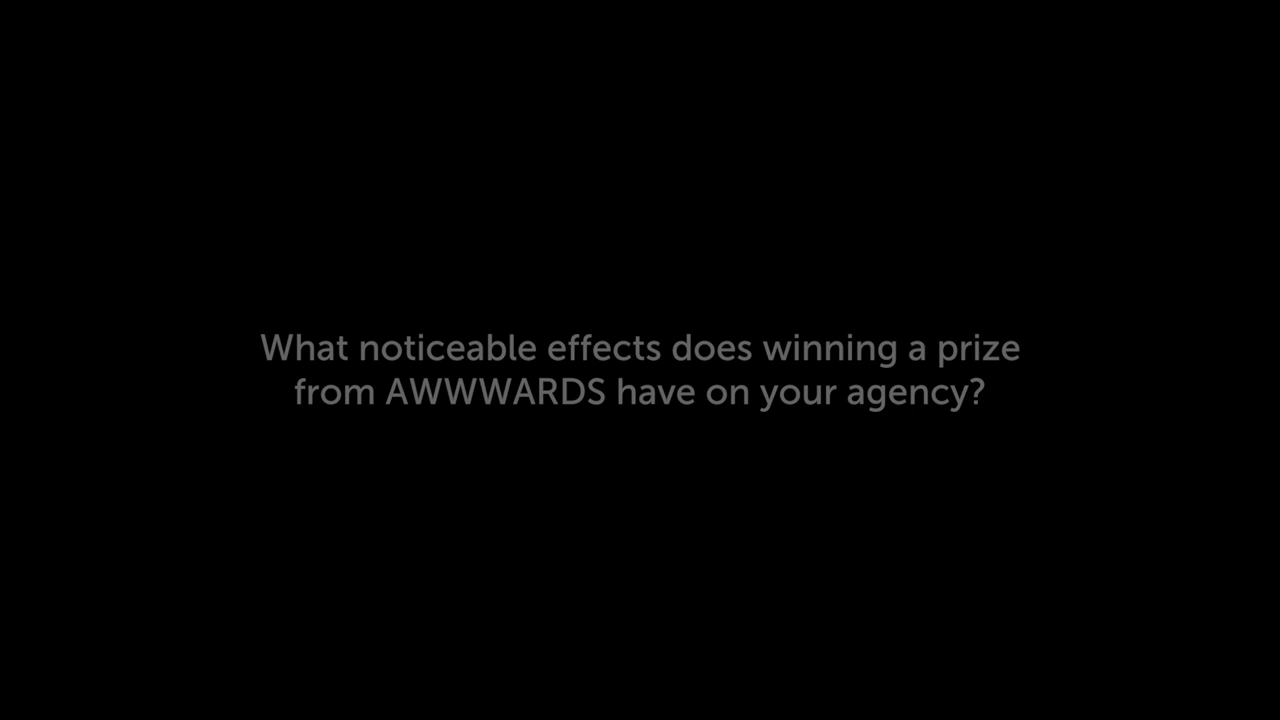 What noticeable effects does winning a prize
from AWWWARDS have on your agency?